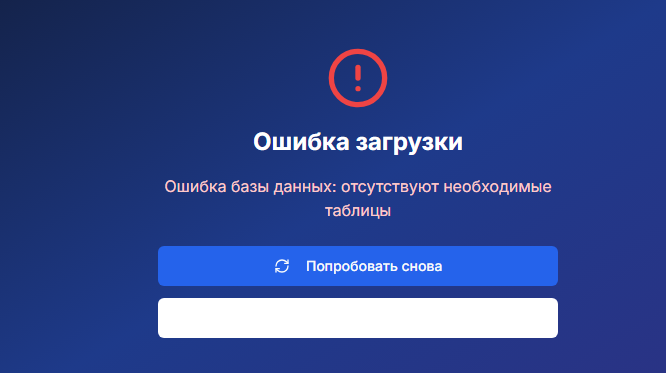 Ошибка загрузки
Ошибка базы данных: отсутствуют необходимые
таблицы
Попробовать снова